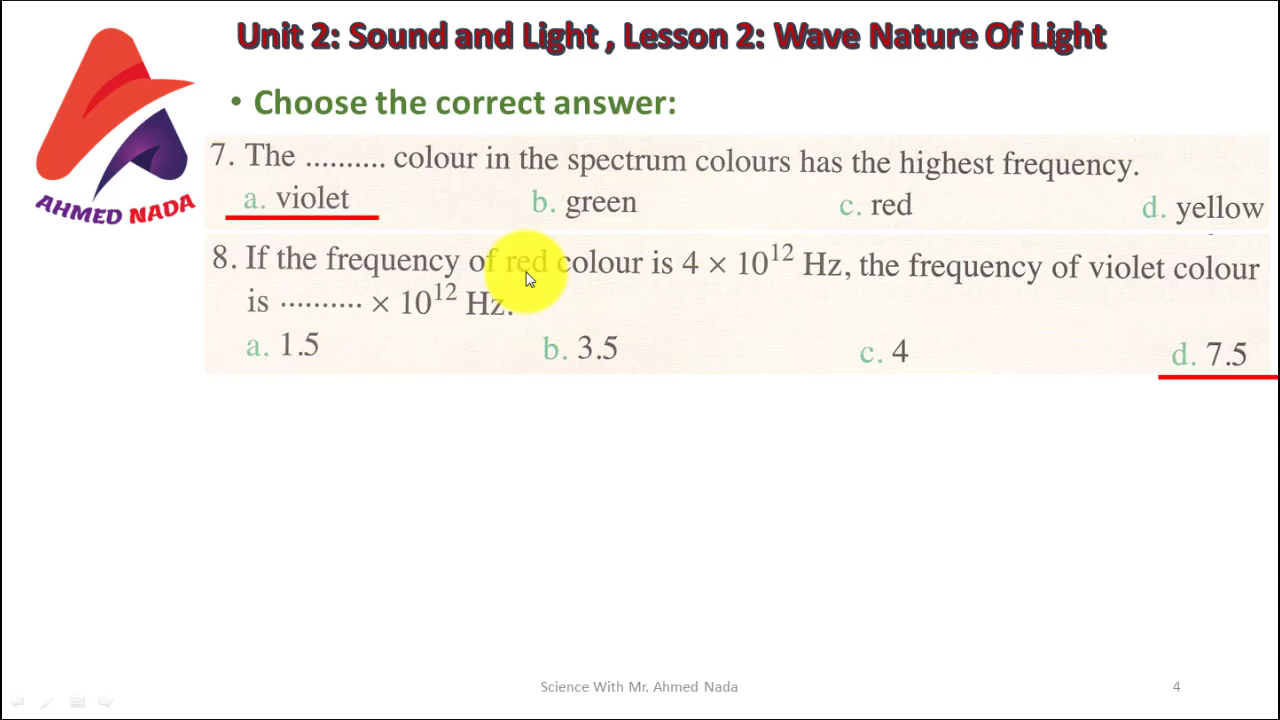 Unit 2: Sound and Light , Lesson 2: Wave Nature Of Light
• Choose the correct answer:
7. The .......... colour in the spectrum colours has the highest frequency.
a. violet b. green c. red d. yellow
8. If the frequency of red colour is 4 × 10¹² Hz, the frequency of violet colour
is .......... × 10¹² Hz.
a. 1.5 b. 3.5 c. 4 d. 7.5
AHMED NADA
Science With Mr. Ahmed Nada
4